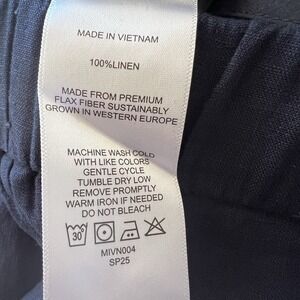 MADE IN VIETNAM
100%LINEN
MADE FROM PREMIUM
FLAX FIBER SUSTAINABLY
GROWN IN WESTERN EUROPE
MACHINE WASH COLD
WITH LIKE COLORS
GENTLE CYCLE
TUMBLE DRY LOW
REMOVE PROMPTLY
WARM IRON IF NEEDED
DO NOT BLEACH
30
MIVN004
SP25